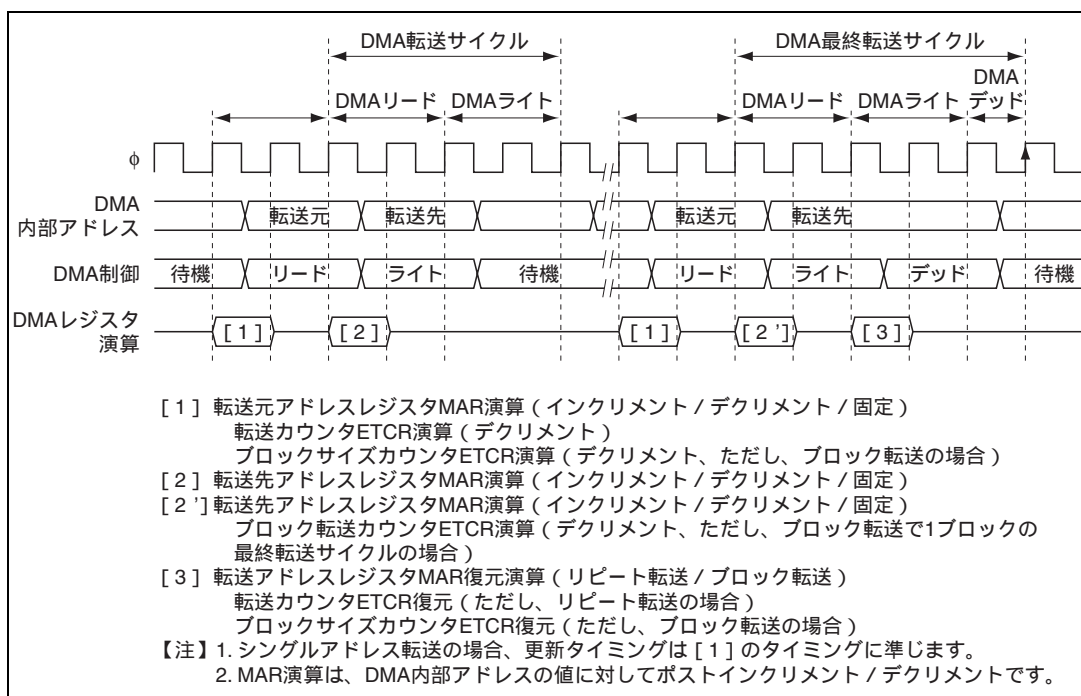 DMA転送サイクル DMA最終転送サイクル
DMA
DMAリード DMAライト DMAリード DMAライト デッド
φ
DMA
内部アドレス 転送元 転送先 転送元 転送先
DMA制御 待機 リード ライト 待機 リード ライト デッド 待機
DMAレジスタ
演算 [1] [2] [1] [2'] [3]
[1] 転送元アドレスレジスタMAR演算（インクリメント／デクリメント／固定）
転送カウンタETCR演算（デクリメント）
ブロックサイズカウンタETCR演算（デクリメント、ただし、ブロック転送の場合）
[2] 転送先アドレスレジスタMAR演算（インクリメント／デクリメント／固定）
[2'] 転送先アドレスレジスタMAR演算（インクリメント／デクリメント／固定）
ブロック転送カウンタETCR演算（デクリメント、ただし、ブロック転送で1ブロックの
最終転送サイクルの場合）
[3] 転送アドレスレジスタMAR復元演算（リピート転送／ブロック転送）
転送カウンタETCR復元（ただし、リピート転送の場合）
ブロックサイズカウンタETCR復元（ただし、ブロック転送の場合）
【注】1. シングルアドレス転送の場合、更新タイミングは[1]のタイミングに準じます。
2. MAR演算は、DMA内部アドレスの値に対してポストインクリメント／デクリメントです。